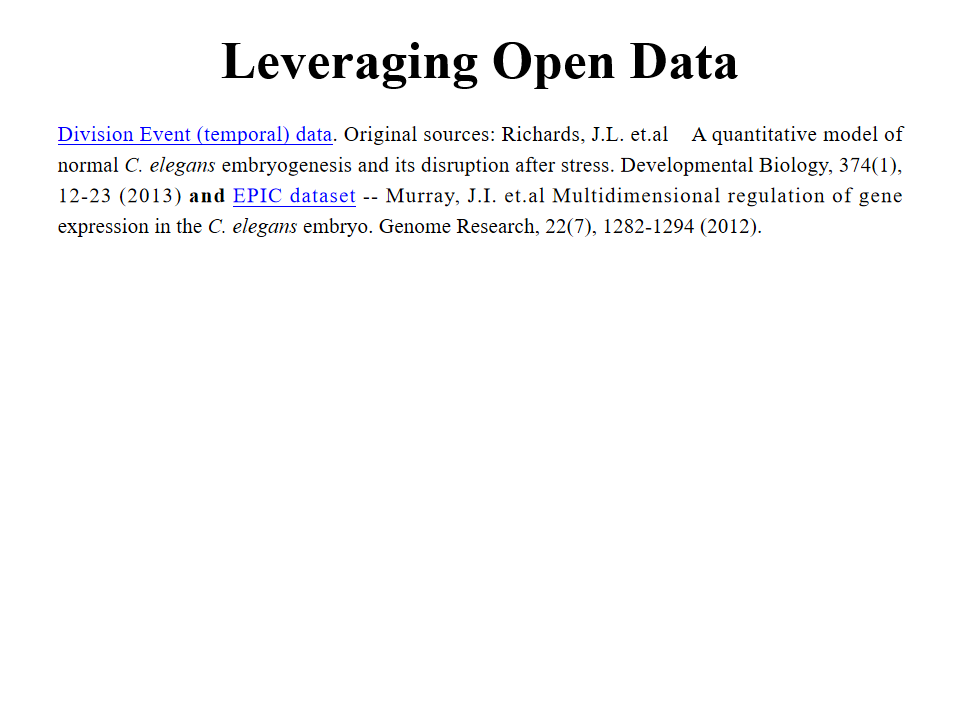 Leveraging Open Data
Division Event (temporal) data. Original sources: Richards, J.L. et.al   A quantitative model of
normal C. elegans embryogenesis and its disruption after stress. Developmental Biology, 374(1),
12-23 (2013) and EPIC dataset -- Murray, J.I. et.al Multidimensional regulation of gene
expression in the C. elegans embryo. Genome Research, 22(7), 1282-1294 (2012).